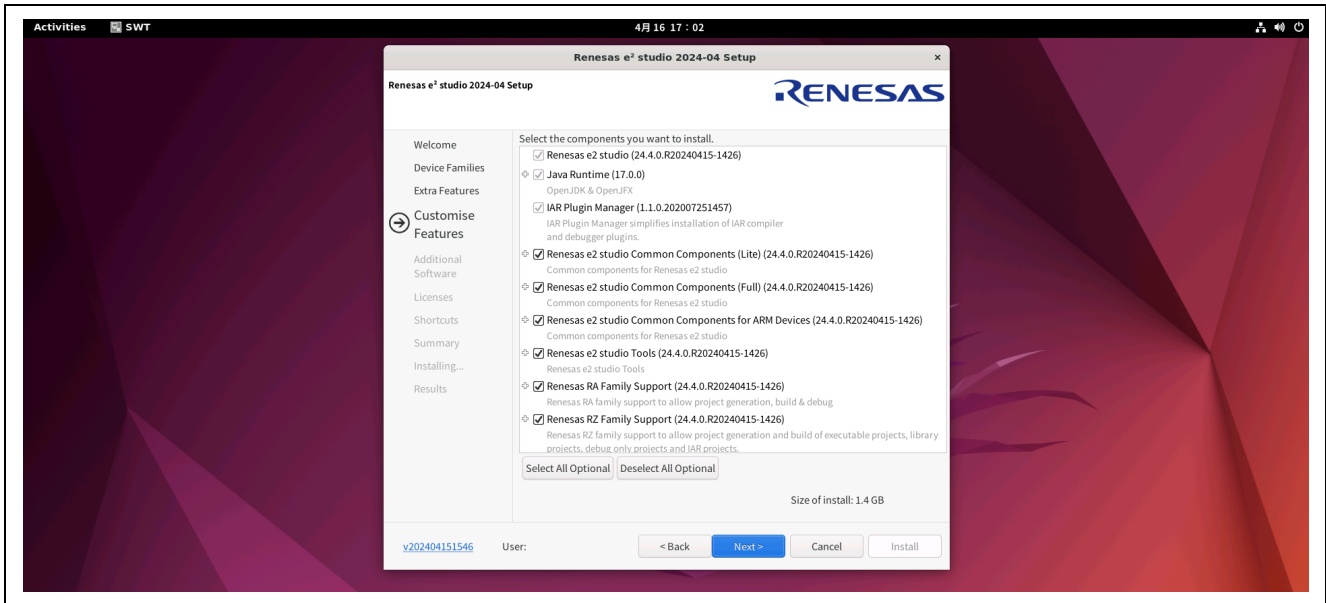 Activities
SWT
4月 16 17：02
Renesas e² studio 2024-04 Setup
×
Renesas e² studio 2024-04 Setup
RENESAS
Welcome
Device Families
Extra Features
Customise
Features
Additional
Software
Licenses
Shortcuts
Summary
Installing...
Results
Select the components you want to install.
Renesas e2 studio (24.4.0.R20240415-1426)
Java Runtime (17.0.0)
OpenJDK & OpenJFX
IAR Plugin Manager (1.1.0.202007251457)
IAR Plugin Manager simplifies installation of IAR compiler
and debugger plugins.
Renesas e2 studio Common Components (Lite) (24.4.0.R20240415-1426)
Common components for Renesas e2 studio
Renesas e2 studio Common Components (Full) (24.4.0.R20240415-1426)
Common components for Renesas e2 studio
Renesas e2 studio Common Components for ARM Devices (24.4.0.R20240415-1426)
Common components for Renesas e2 studio
Renesas e2 studio Tools (24.4.0.R20240415-1426)
Renesas e2 studio Tools
Renesas RA Family Support (24.4.0.R20240415-1426)
Renesas RA family support to allow project generation, build & debug
Renesas RZ Family Support (24.4.0.R20240415-1426)
Renesas RZ family support to allow project generation and build of executable projects, library
projects, debug only projects and IAR projects.
Select All Optional
Deselect All Optional
Size of install: 1.4 GB
v202404151546
User:
< Back
Next >
Cancel
Install